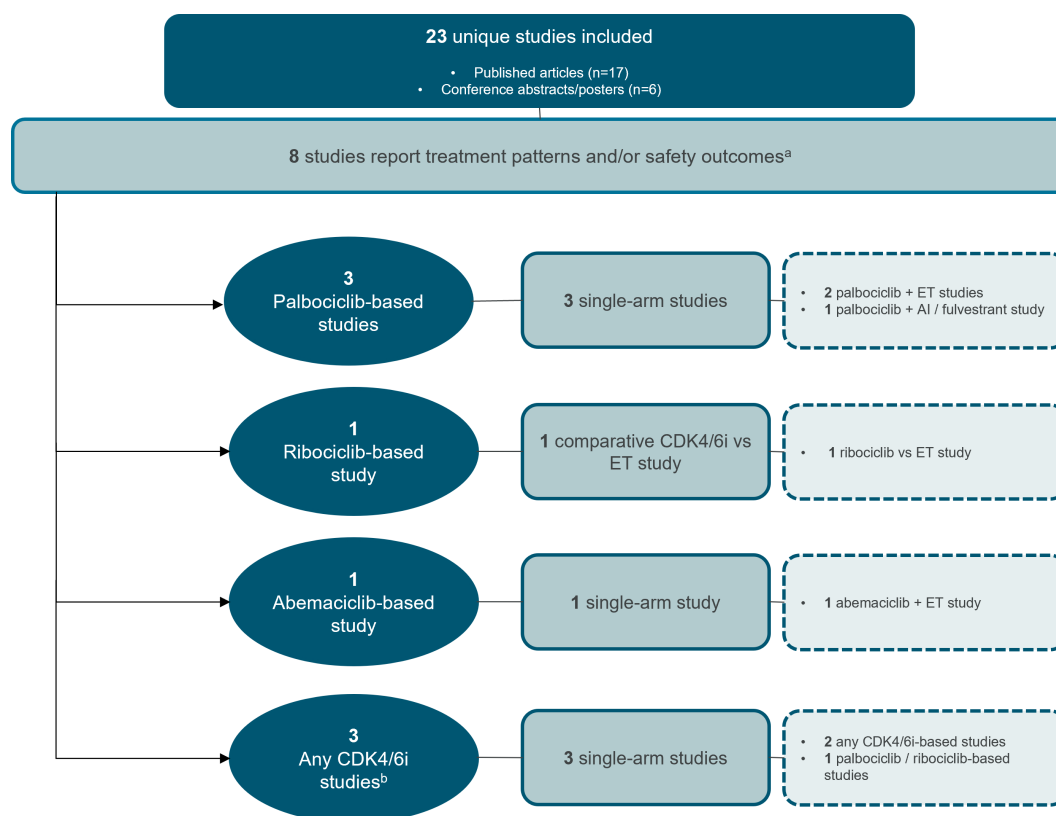 23 unique studies included
• Published articles (n=17)
• Conference abstracts/posters (n=6)
8 studies report treatment patterns and/or safety outcomesᵃ
3
Palbociclib-based
studies
3 single-arm studies
• 2 palbociclib + ET studies
• 1 palbociclib + AI / fulvestrant study
1
Ribociclib-based
study
1 comparative CDK4/6i vs
ET study
• 1 ribociclib vs ET study
1
Abemaciclib-based
study
1 single-arm study
• 1 abemaciclib + ET study
3
Any CDK4/6i
studiesᵇ
3 single-arm studies
• 2 any CDK4/6i-based studies
• 1 palbociclib / ribociclib-based
studies